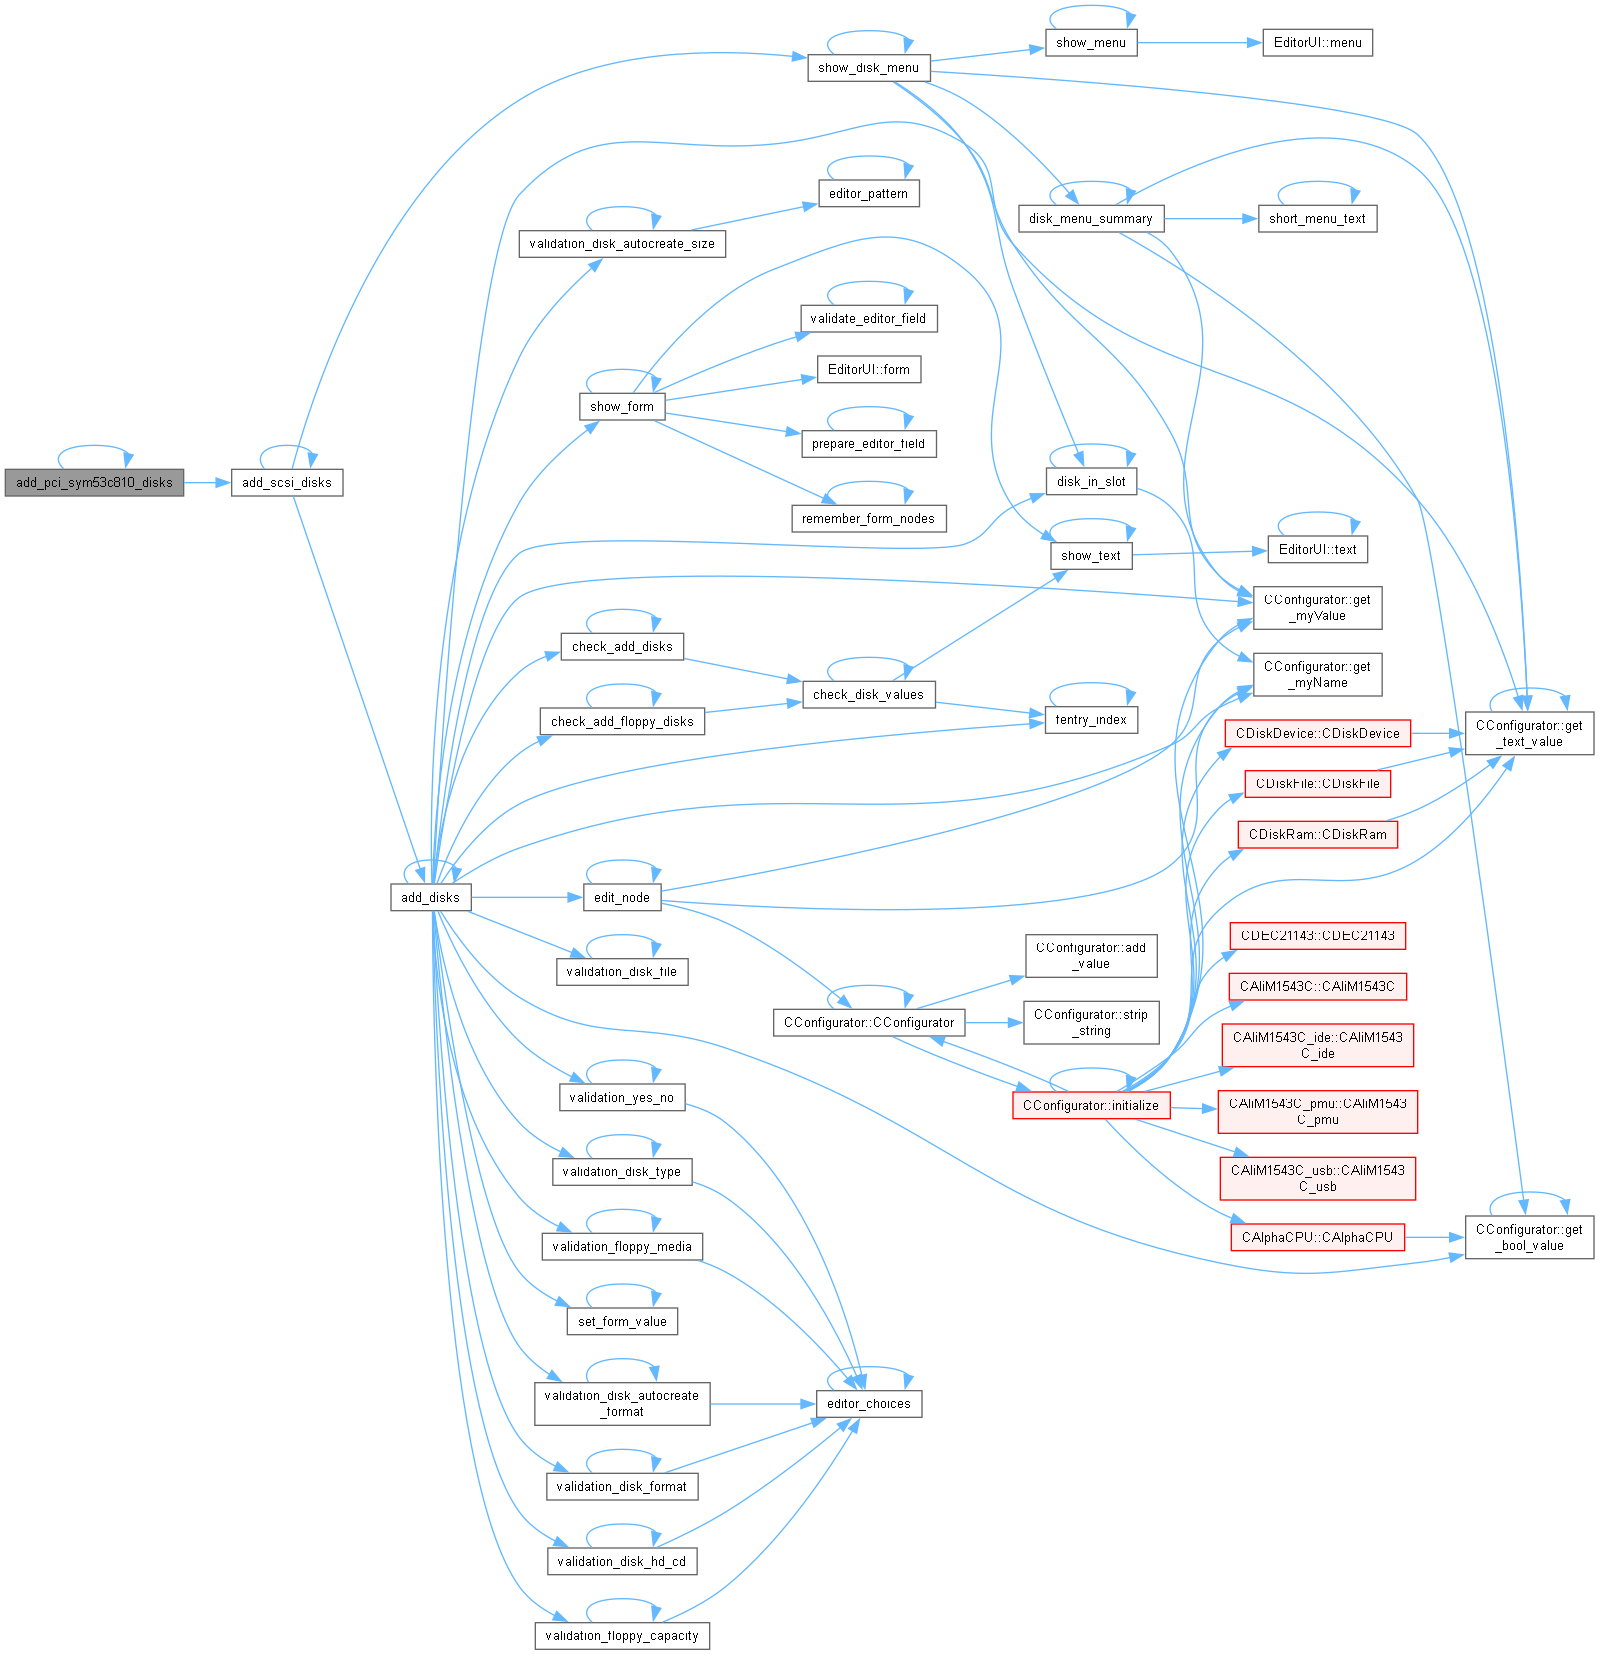 show_menu
EditorUI::menu
show_disk_menu
editor_pattern
disk_menu_summary
short_menu_text
validation_disk_autocreate_size
validate_editor_field
EditorUI::form
show_form
prepare_editor_field
add_pci_sym53c810_disks
add_scsi_disks
disk_in_slot
remember_form_nodes
show_text
EditorUI::text
CConfigurator::get
_myValue
check_add_disks
CConfigurator::get
_myName
check_disk_values
check_add_floppy_disks
tentry_index
CDiskDevice::CDiskDevice
CConfigurator::get
_text_value
CDiskFile::CDiskFile
CDiskRam::CDiskRam
add_disks
edit_node
CDEC21143::CDEC21143
CConfigurator::add
_value
validation_disk_file
CAliM1543C::CAliM1543C
CConfigurator::CConfigurator
CConfigurator::strip
_string
CAliM1543C_ide::CAliM1543
C_ide
validation_yes_no
CConfigurator::initialize
CAliM1543C_pmu::CAliM1543
C_pmu
validation_disk_type
CAliM1543C_usb::CAliM1543
C_usb
validation_floppy_media
CAlphaCPU::CAlphaCPU
CConfigurator::get
_bool_value
set_form_value
validation_disk_autocreate
_format
editor_choices
validation_disk_format
validation_disk_hd_cd
validation_floppy_capacity